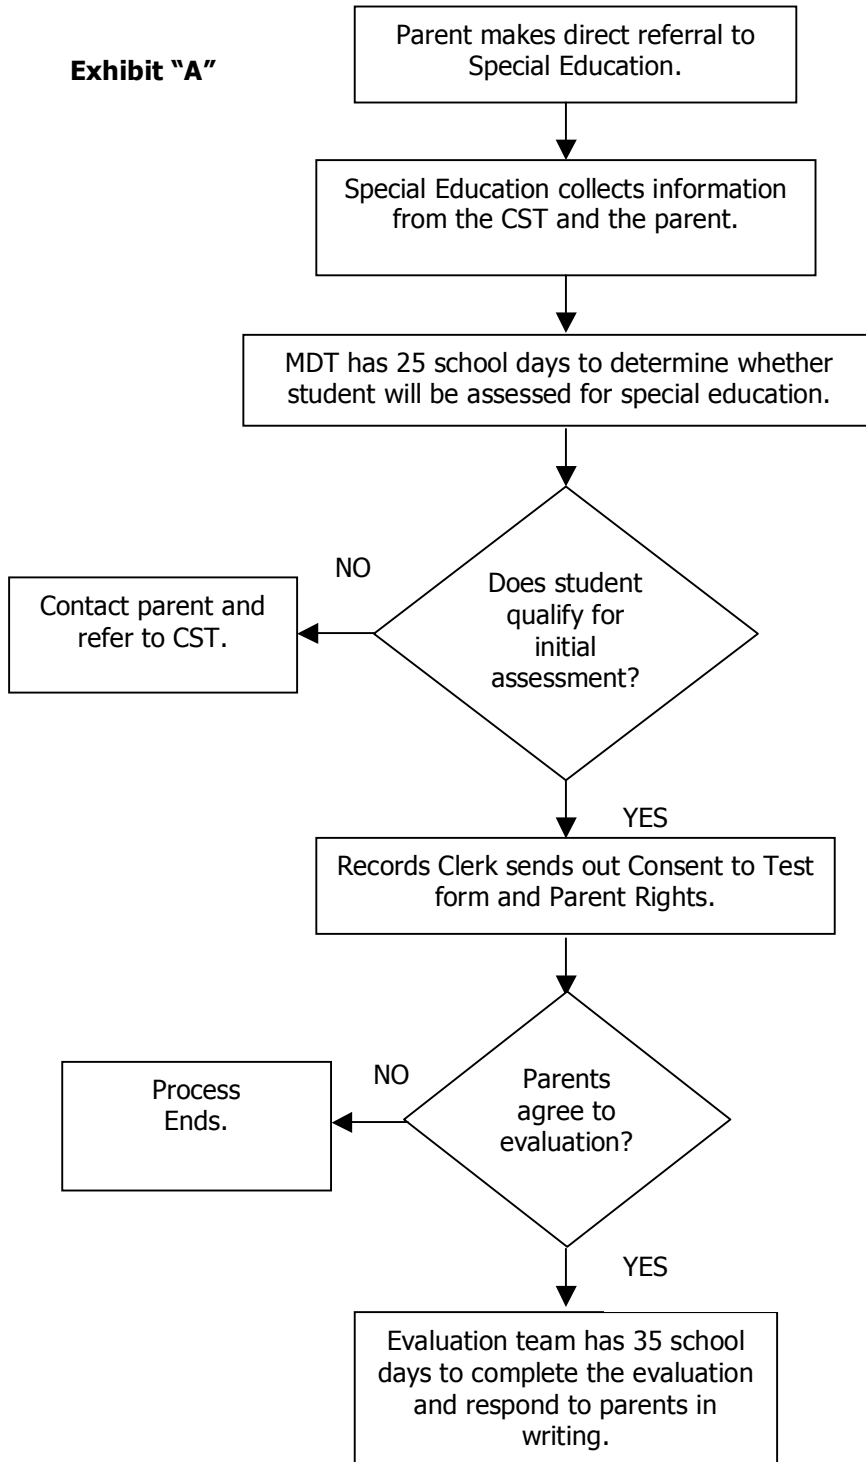 Exhibit “A”
Parent makes direct referral to
Special Education.
Special Education collects information
from the CST and the parent.
MDT has 25 school days to determine whether
student will be assessed for special education.
Does student
qualify for
initial
assessment?
NO
Contact parent and
refer to CST.
YES
Records Clerk sends out Consent to Test
form and Parent Rights.
Parents
agree to
evaluation?
NO
Process
Ends.
YES
Evaluation team has 35 school
days to complete the evaluation
and respond to parents in
writing.